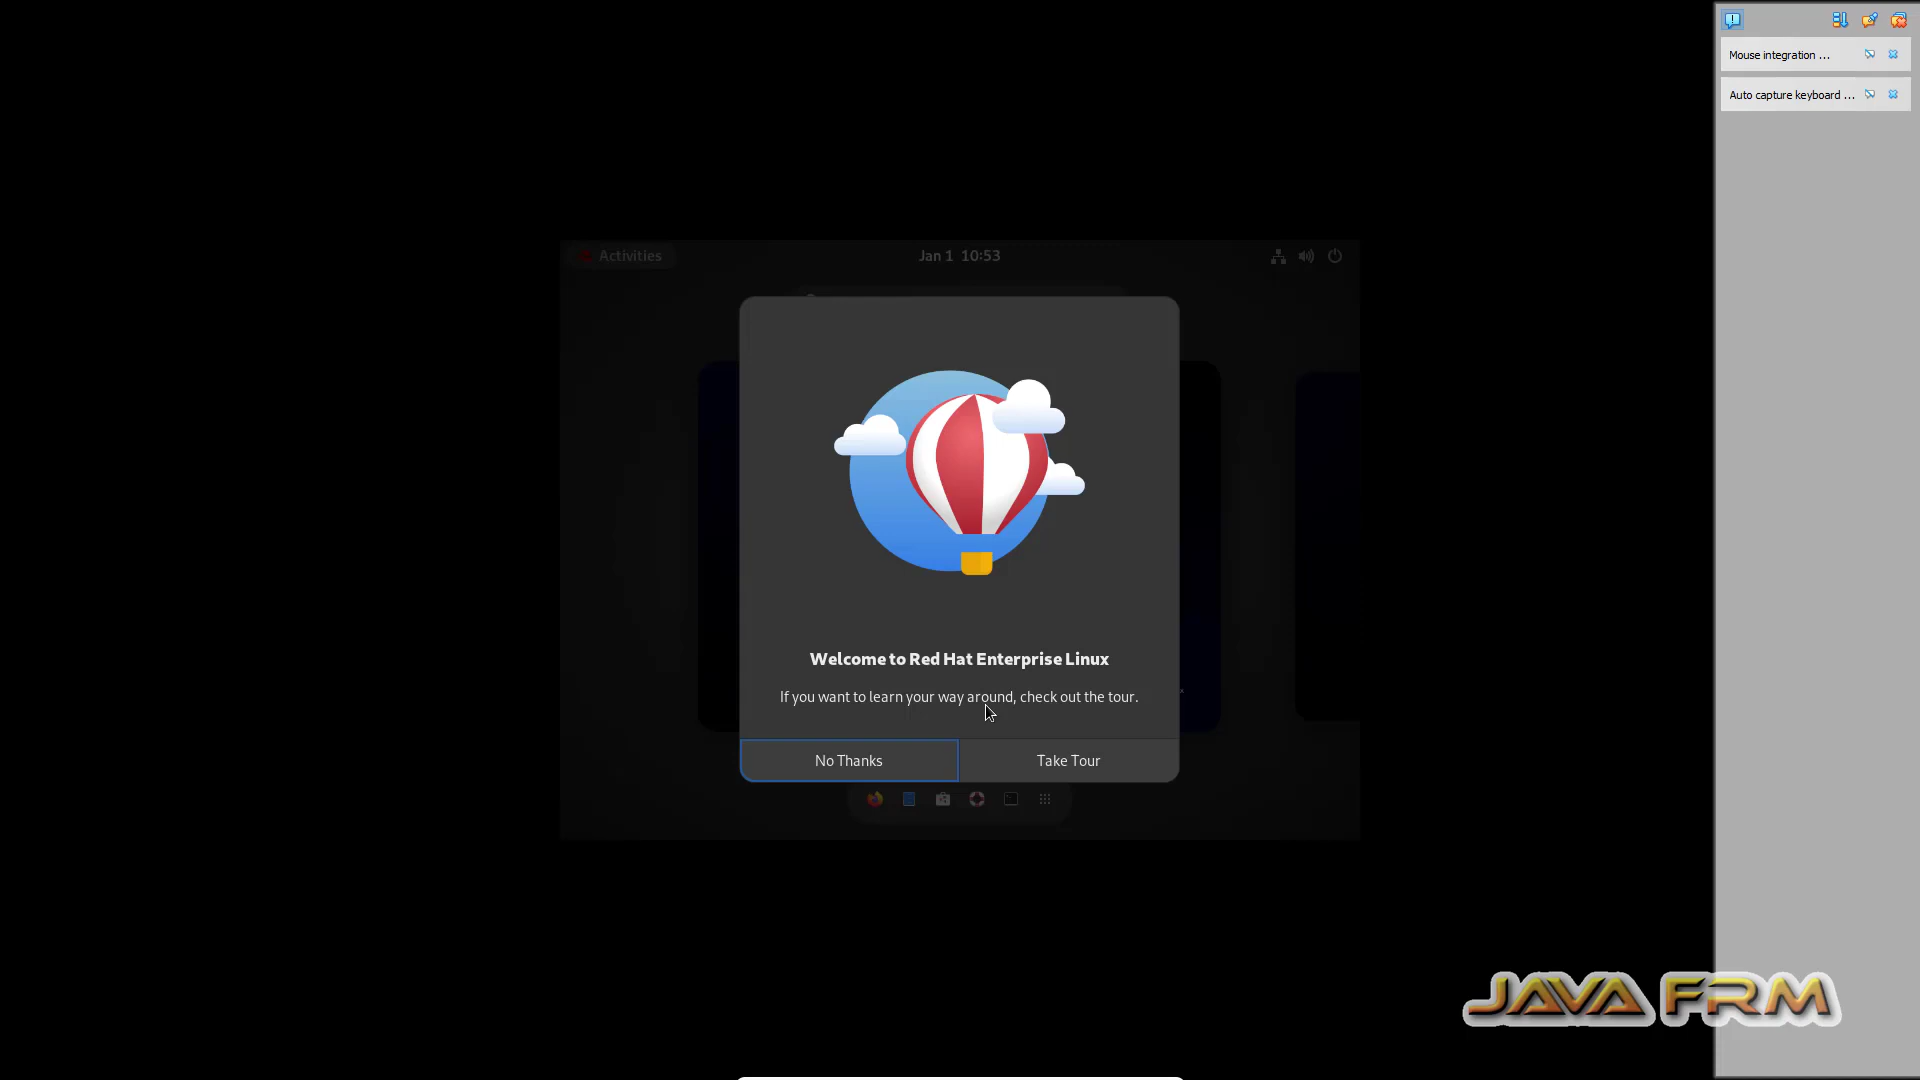 Mouse integration ...
Auto capture keyboard ...
Activities
Jan 1 10:53
Welcome to Red Hat Enterprise Linux
If you want to learn your way around, check out the tour.
No Thanks
Take Tour
JAVA FRM